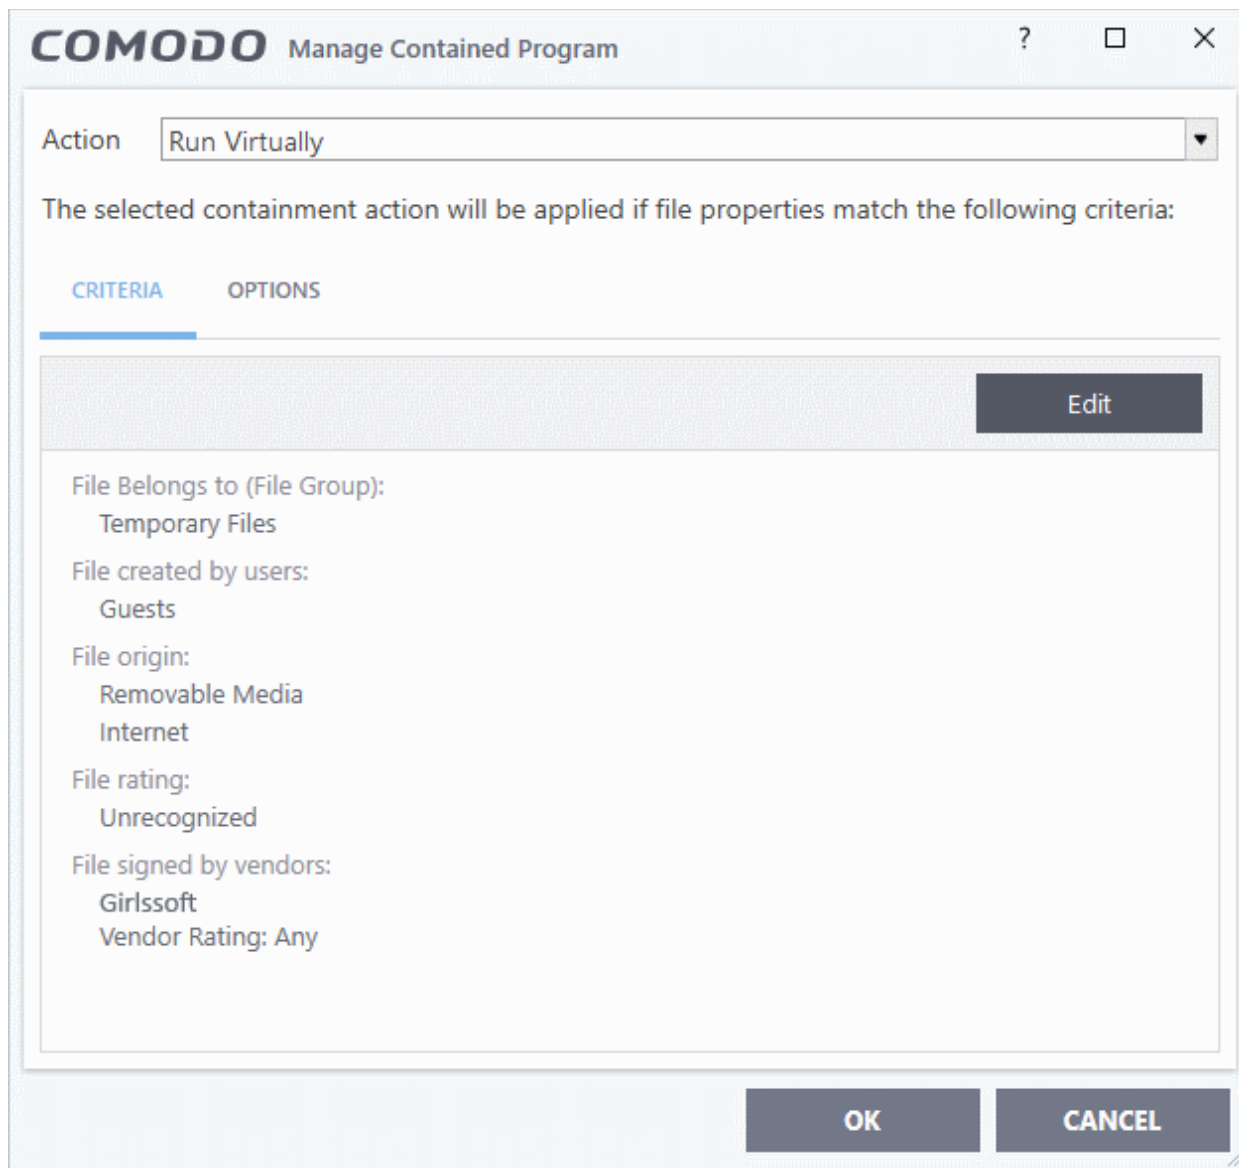 COMODO Manage Contained Program ?
Action Run Virtually
The selected containment action will be applied if file properties match the following criteria:
CRITERIA OPTIONS
Edit
File Belongs to (File Group):
Temporary Files
File created by users:
Guests
File origin:
Removable Media
Internet
File rating:
Unrecognized
File signed by vendors:
Girlssoft
Vendor Rating: Any
OK CANCEL